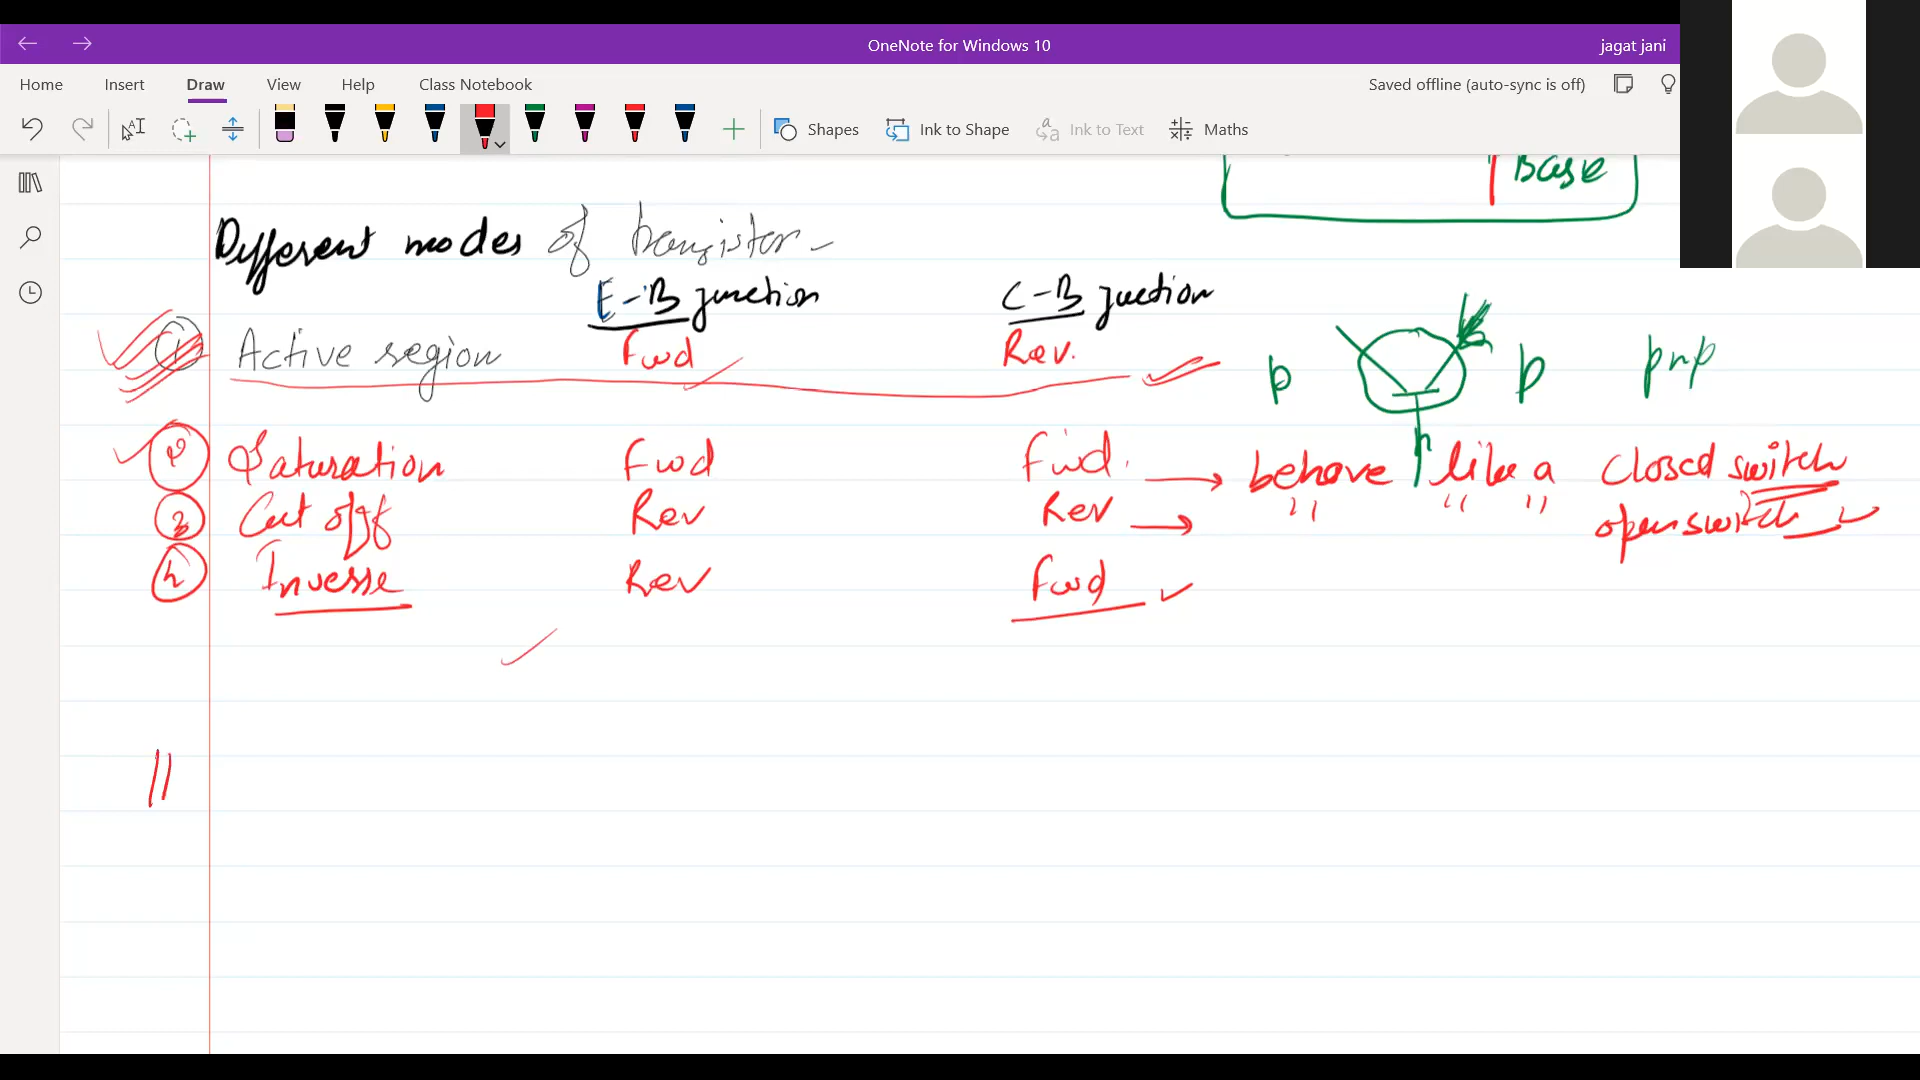 OneNote for Windows 10
jagat jani
Home Insert Draw View Help Class Notebook
Saved offline (auto-sync is off)
Shapes Ink to Shape Ink to Text Maths
Base
Different modes of transistor -
E-B junction C-B juction
① Active region Fwd Rev. p p pnp
n
② Saturation Fwd Fwd. → behave like a closed switch
③ Cut off Rev Rev → " " " open switch
④ Inverse Rev Fwd